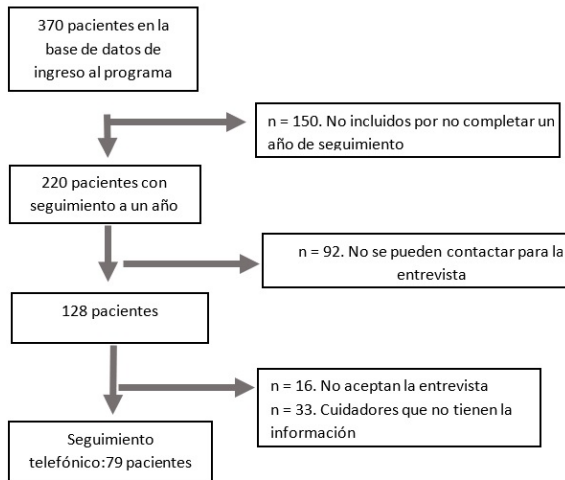 370 pacientes en la
base de datos de
ingreso al programa
n = 150. No incluidos por no completar un
año de seguimiento
220 pacientes con
seguimiento a un año
n = 92. No se pueden contactar para la
entrevista
128 pacientes
n = 16. No aceptan la entrevista
n = 33. Cuidadores que no tienen la
información
Seguimiento
telefónico:79 pacientes